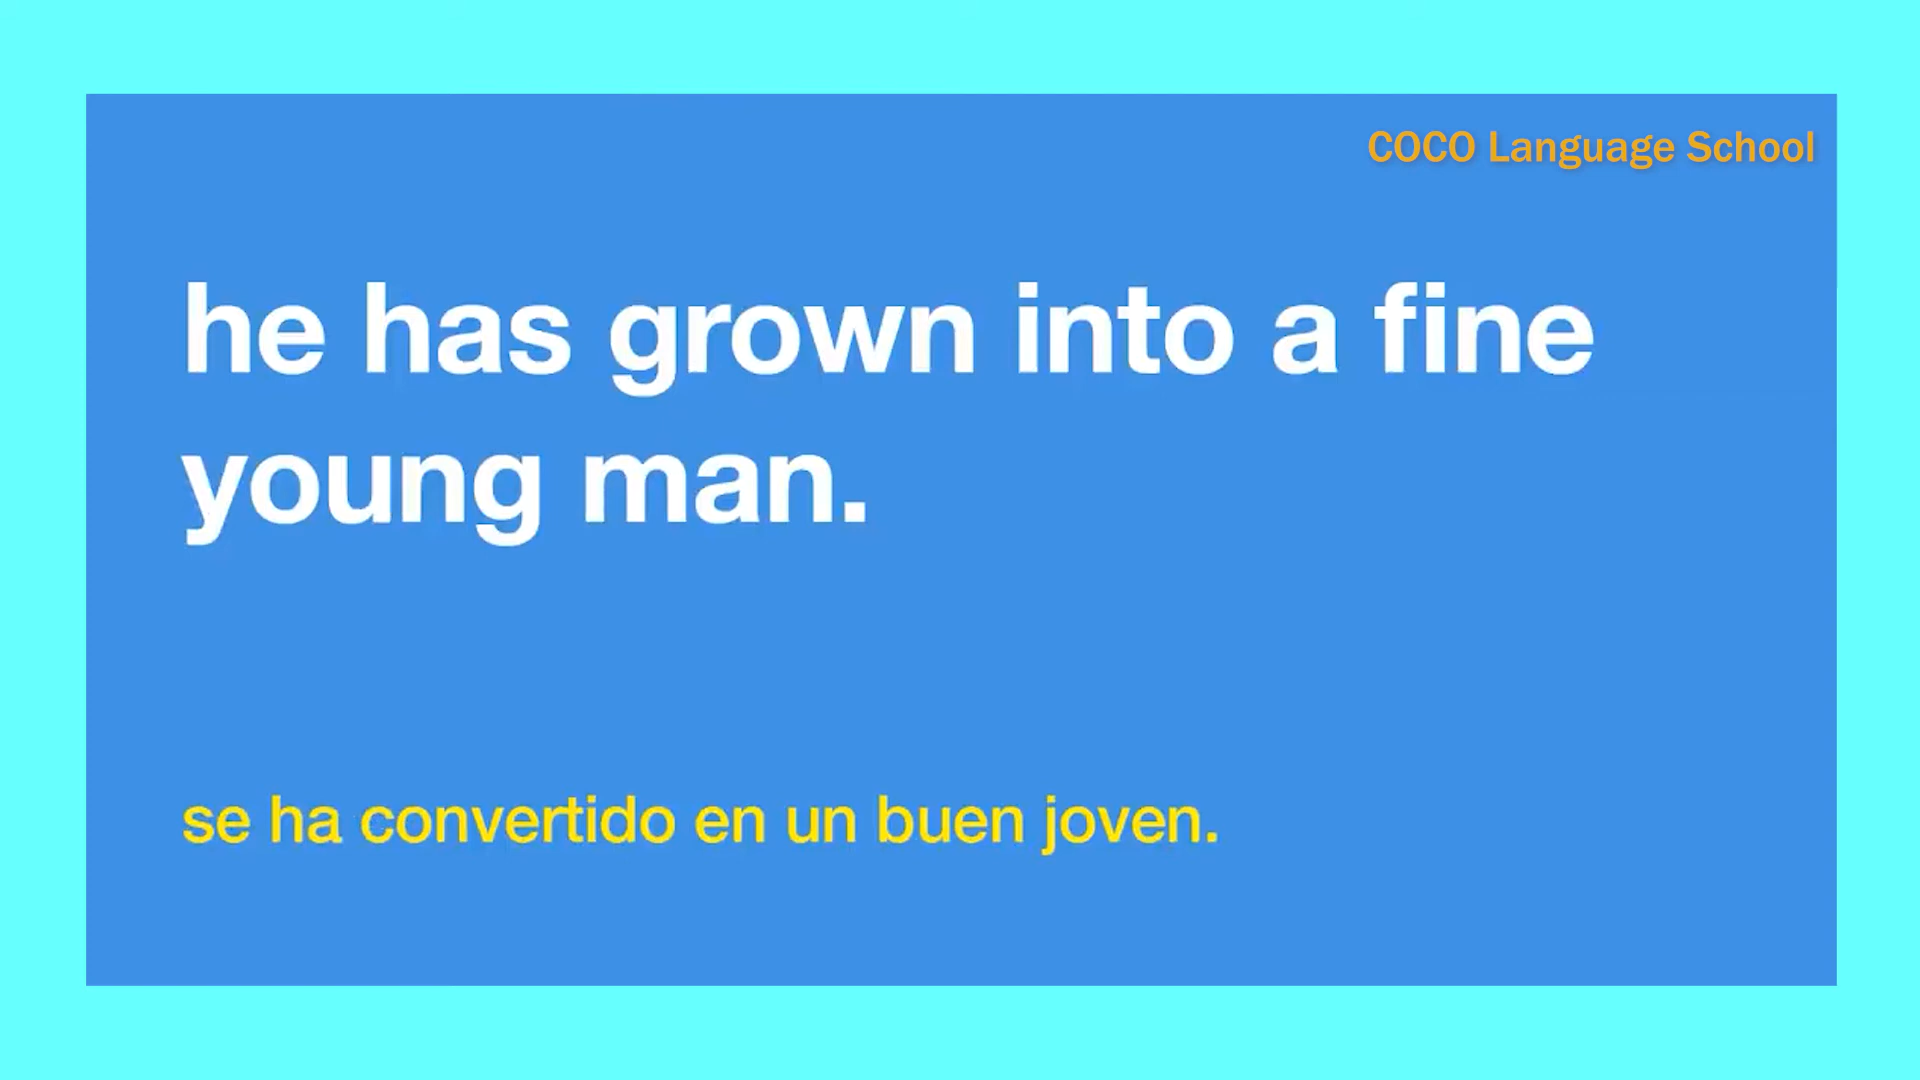 COCO Language School
he has grown into a fine
young man.
se ha convertido en un buen joven.